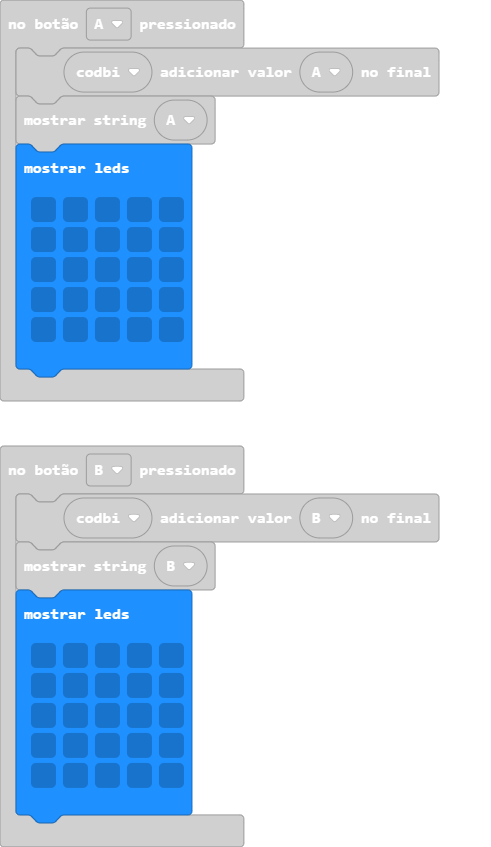 no botão A pressionado
codbi adicionar valor A no final
mostrar string A
mostrar leds
no botão B pressionado
codbi adicionar valor B no final
mostrar string B
mostrar leds